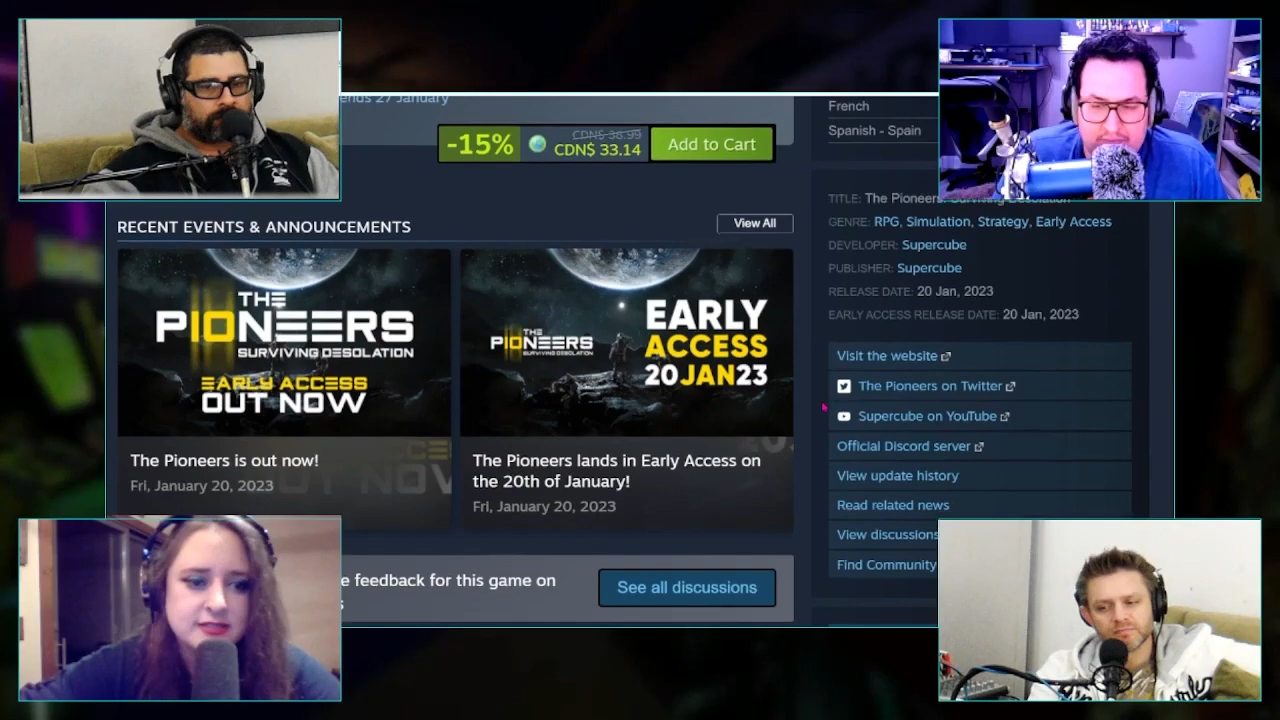 ends 27 January
-15%
CDN$ 38.99
CDN$ 33.14
Add to Cart
RECENT EVENTS & ANNOUNCEMENTS
View All
THE
PIONEERS
SURVIVING DESOLATION
EARLY ACCESS
OUT NOW
The Pioneers is out now!
Fri, January 20, 2023
THE
PIONEERS
SURVIVING DESOLATION
EARLY
ACCESS
20JAN23
The Pioneers lands in Early Access on
the 20th of January!
Fri, January 20, 2023
feedback for this game on
See all discussions
French
Spanish - Spain
TITLE: The Pioneers: Surviving Desolation
GENRE: RPG, Simulation, Strategy, Early Access
DEVELOPER: Supercube
PUBLISHER: Supercube
RELEASE DATE: 20 Jan, 2023
EARLY ACCESS RELEASE DATE: 20 Jan, 2023
Visit the website
The Pioneers on Twitter
Supercube on YouTube
Official Discord server
View update history
Read related news
View discussions
Find Community